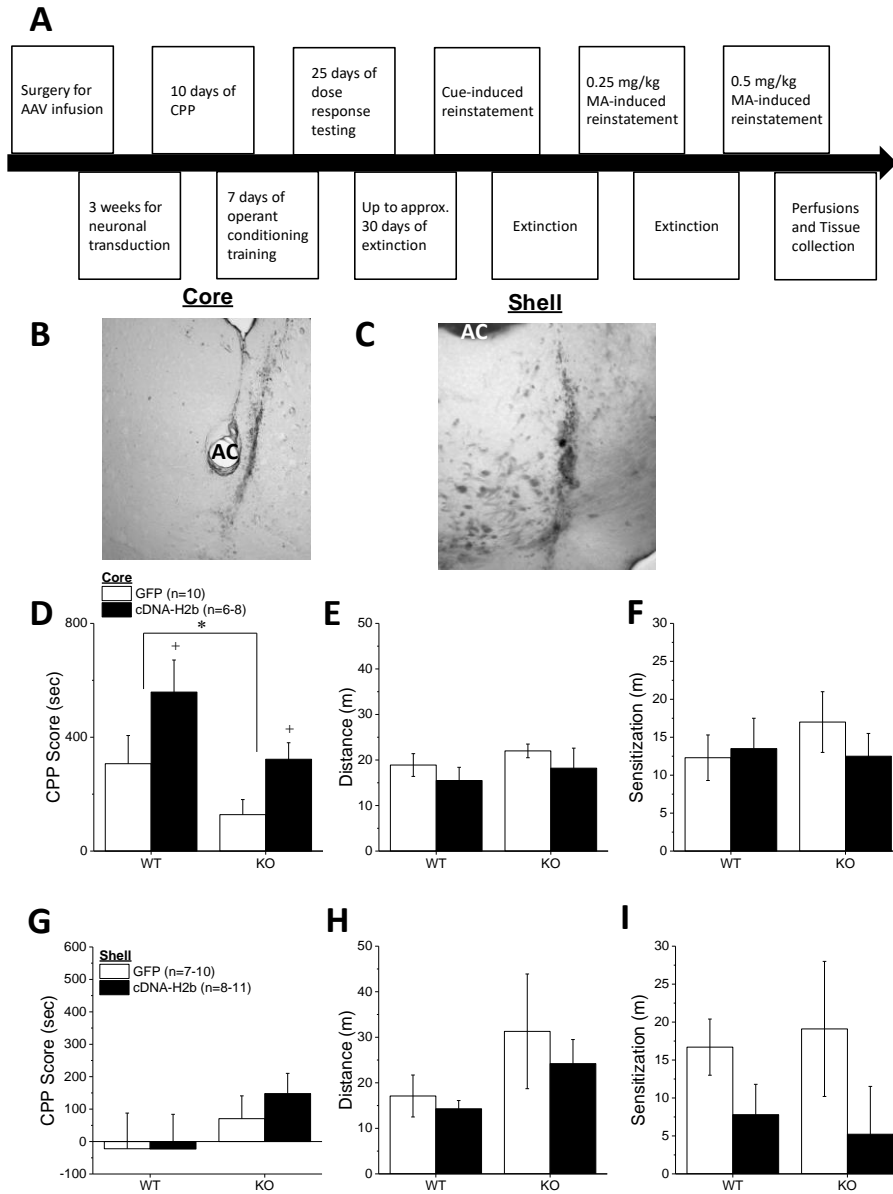 A
Surgery for
AAV infusion
10 days of
CPP
25 days of
dose
response
testing
Cue-induced
reinstatement
0.25 mg/kg
MA-induced
reinstatement
0.5 mg/kg
MA-induced
reinstatement
3 weeks for
neuronal
transduction
7 days of
operant
conditioning
training
Up to approx.
30 days of
extinction
Extinction
Extinction
Perfusions
and Tissue
collection
Core
Shell
B
AC
C
AC
D
Core
GFP (n=10)
cDNA-H2b (n=6-8)
800
400
0
CPP Score (sec)
*
+
+
WT
KO
E
50
40
30
20
10
0
Distance (m)
WT
KO
F
30
25
20
15
10
5
0
Sensitization (m)
WT
KO
G
Shell
GFP (n=7-10)
cDNA-H2b (n=8-11)
600
500
400
300
200
100
0
-100
CPP Score (sec)
WT
KO
H
50
40
30
20
10
0
Distance (m)
WT
KO
I
30
25
20
15
10
5
0
Sensitization (m)
WT
KO